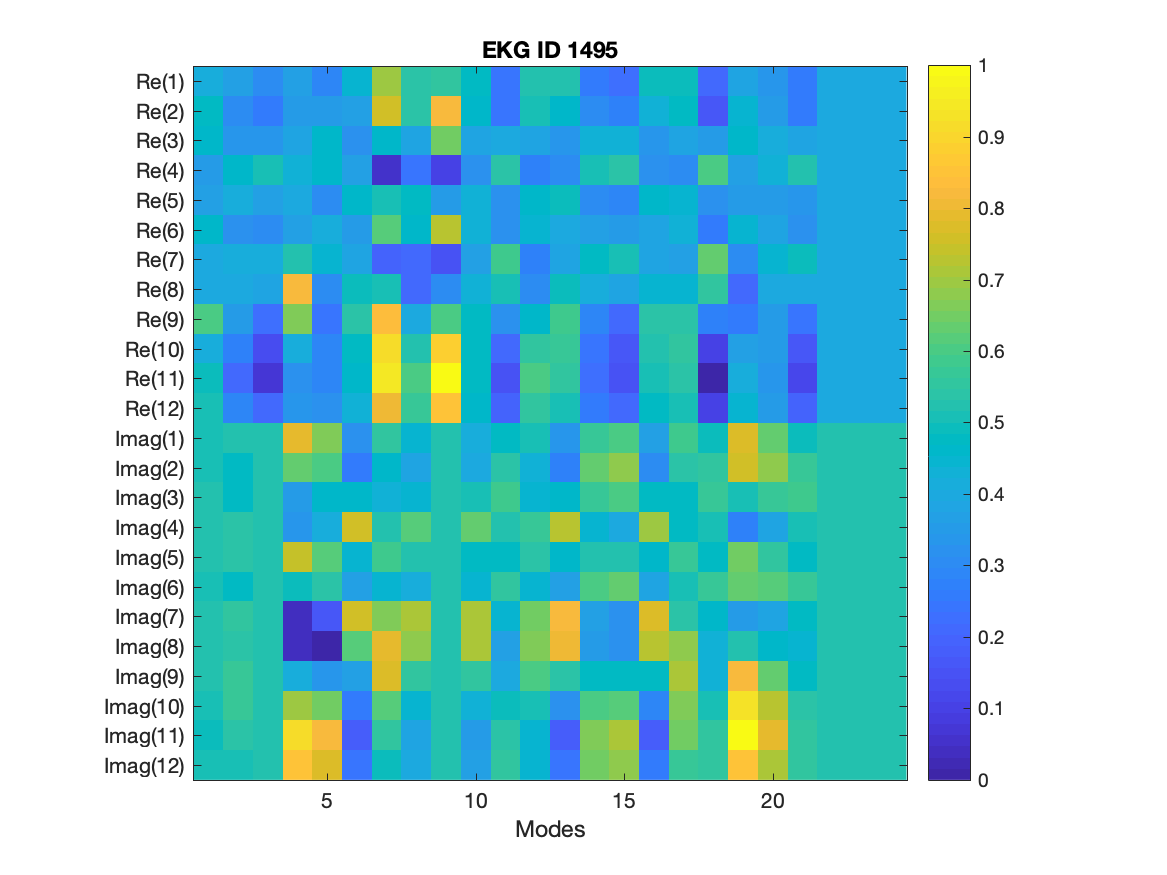 EKG ID 1495
Re(1)
Re(2)
Re(3)
Re(4)
Re(5)
Re(6)
Re(7)
Re(8)
Re(9)
Re(10)
Re(11)
Re(12)
Imag(1)
Imag(2)
Imag(3)
Imag(4)
Imag(5)
Imag(6)
Imag(7)
Imag(8)
Imag(9)
Imag(10)
Imag(11)
Imag(12)
5 10 15 20
Modes
1
0.9
0.8
0.7
0.6
0.5
0.4
0.3
0.2
0.1
0